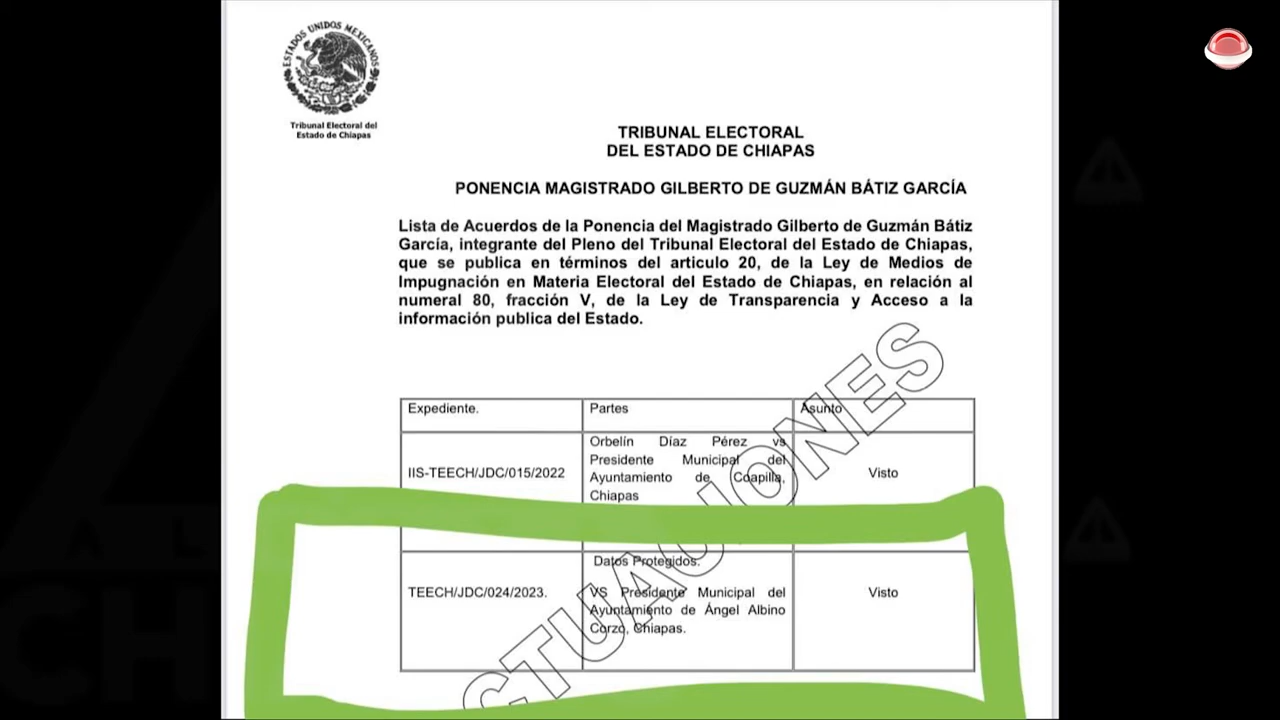 ESTADOS UNIDOS MEXICANOS
Tribunal Electoral del
Estado de Chiapas
TRIBUNAL ELECTORAL
DEL ESTADO DE CHIAPAS
PONENCIA MAGISTRADO GILBERTO DE GUZMÁN BÁTIZ GARCÍA
Lista de Acuerdos de la Ponencia del Magistrado Gilberto de Guzmán Bátiz
García, integrante del Pleno del Tribunal Electoral del Estado de Chiapas,
que se publica en términos del articulo 20, de la Ley de Medios de
Impugnación en Materia Electoral del Estado de Chiapas, en relación al
numeral 80, fracción V, de la Ley de Transparencia y Acceso a la
información publica del Estado.
Expediente.
Partes
Asunto
IIS-TEECH/JDC/015/2022
Orbelín Díaz Pérez vs
Presidente Municipal del
Ayuntamiento de Coapilla,
Chiapas
Visto
TEECH/JDC/024/2023.
Datos Protegidos.
VS Presidente Municipal del
Ayuntamiento de Ángel Albino
Corzo, Chiapas.
Visto
CTUACIONES